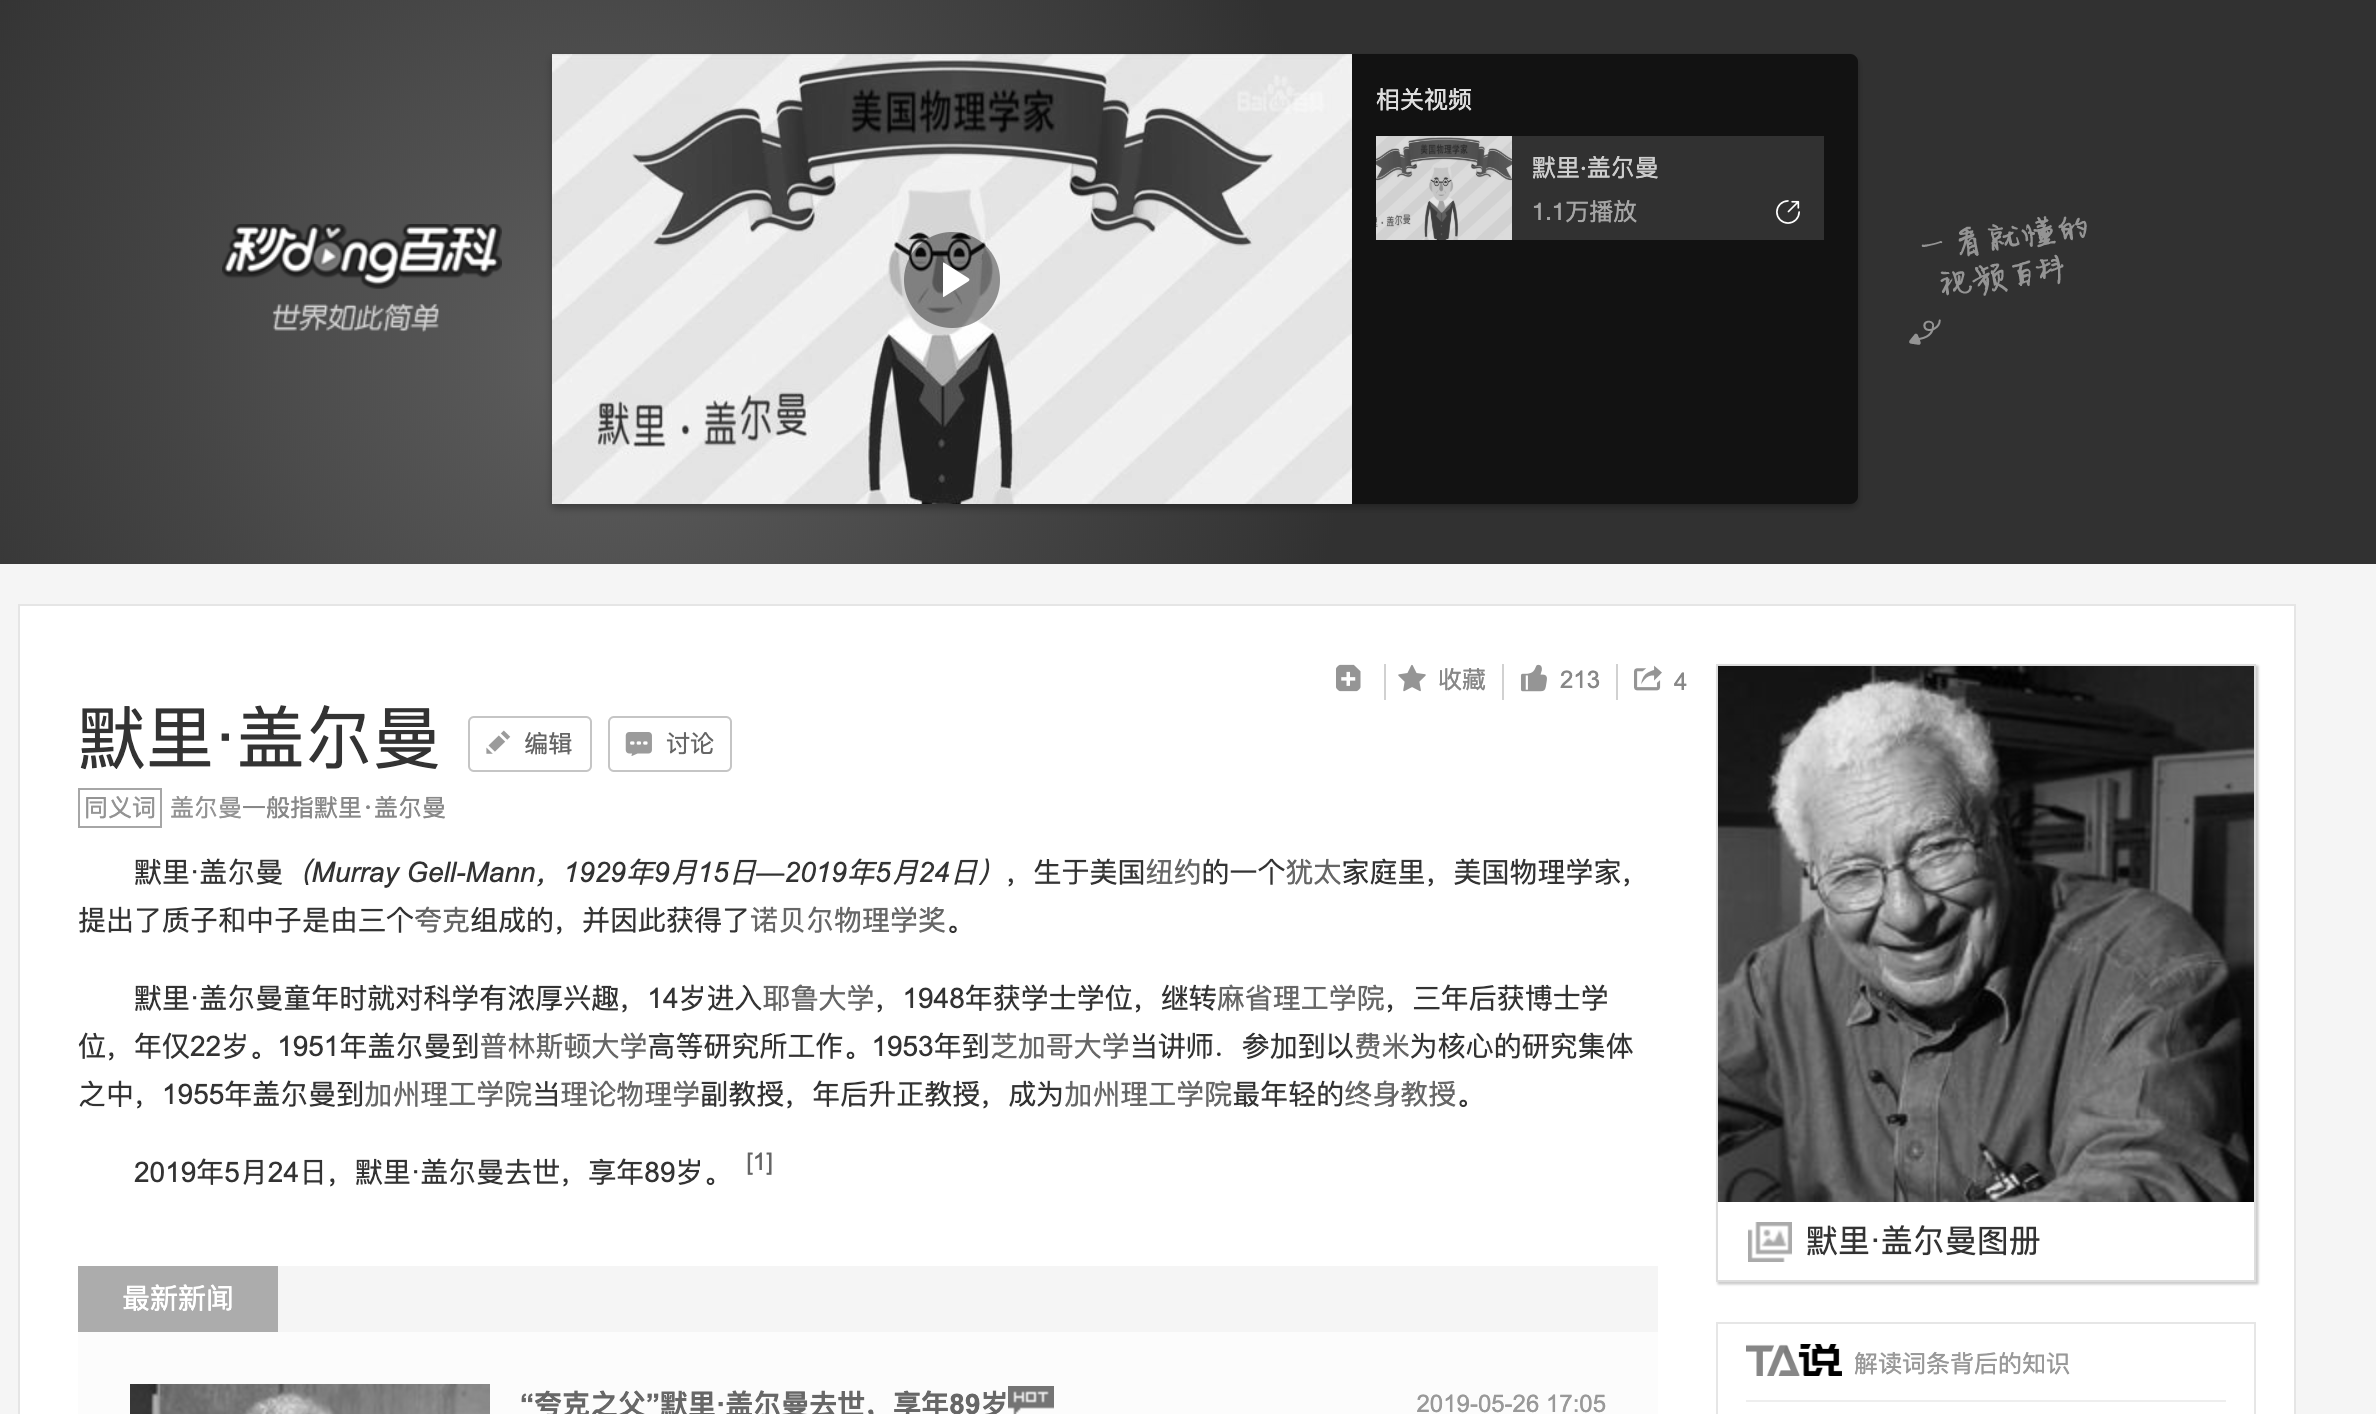 美国物理学家
Bai百科
默里·盖尔曼
相关视频
美国物理学家
·盖尔曼
默里·盖尔曼
1.1万播放
秒dǒng百科
世界如此简单
一看就懂的
视频百科
收藏 213 4
默里·盖尔曼 编辑 讨论
同义词 盖尔曼一般指默里·盖尔曼
默里·盖尔曼（Murray Gell-Mann，1929年9月15日—2019年5月24日），生于美国纽约的一个犹太家庭里，美国物理学家，
提出了质子和中子是由三个夸克组成的，并因此获得了诺贝尔物理学奖。
默里·盖尔曼童年时就对科学有浓厚兴趣，14岁进入耶鲁大学，1948年获学士学位，继转麻省理工学院，三年后获博士学
位，年仅22岁。1951年盖尔曼到普林斯顿大学高等研究所工作。1953年到芝加哥大学当讲师．参加到以费米为核心的研究集体
之中，1955年盖尔曼到加州理工学院当理论物理学副教授，年后升正教授，成为加州理工学院最年轻的终身教授。
2019年5月24日，默里·盖尔曼去世，享年89岁。 [1]
默里·盖尔曼图册
最新新闻
“夸克之父”默里·盖尔曼去世，享年89岁 HOT 2019-05-26 17:05
TA说 解读词条背后的知识